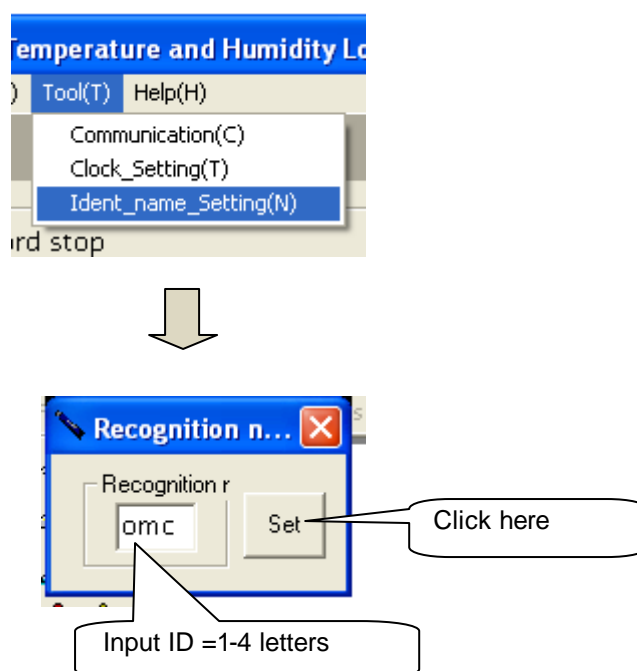 Temperature and Humidity Lo
) Tool(T) Help(H)
Communication(C)
Clock_Setting(T)
Ident_name_Setting(N)
ord stop
Recognition n...
Recognition r
omc
Set
Click here
Input ID =1-4 letters